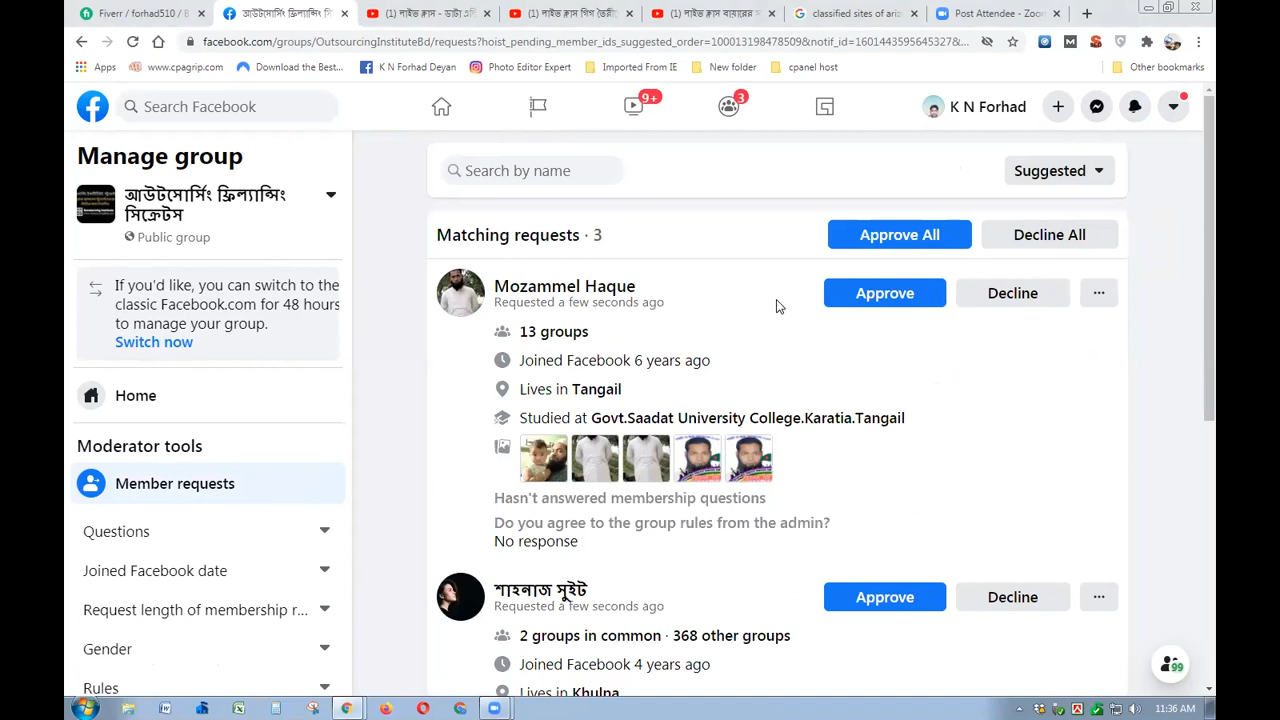 Fiverr / forhad510 / B
আউটসোর্সিং ফ্রিল্যান্সিং সি
(1) লাইভ ক্লাস - ডাটা এন্ট্রি
(1) লাইভ ক্লাস গিগ তৈরী
(1) লাইভ ক্লাস বায়ারের
classified sites of arizo
Post Attendee - Zoom
facebook.com/groups/OutsourcingInstituteBd/requests?hoist_pending_member_ids_suggested_order=100013198478509&notif_id=1601443595645327&...
Apps
www.cpagrip.com
Download the Best...
K N Forhad Deyan
Photo Editor Expert
Imported From IE
New folder
cpanel host
Other bookmarks
Search Facebook
9+
3
K N Forhad
Manage group
আউটসোর্সিং ফ্রিল্যান্সিং
সিক্রেটস
Public group
If you'd like, you can switch to the
classic Facebook.com for 48 hours
to manage your group.
Switch now
Home
Moderator tools
Member requests
Questions
Joined Facebook date
Request length of membership r...
Gender
Rules
Search by name
Suggested
Matching requests · 3
Approve All
Decline All
Mozammel Haque
Requested a few seconds ago
Approve
Decline
13 groups
Joined Facebook 6 years ago
Lives in Tangail
Studied at Govt.Saadat University College.Karatia.Tangail
Hasn't answered membership questions
Do you agree to the group rules from the admin?
No response
শাহনাজ সুইট
Requested a few seconds ago
Approve
Decline
2 groups in common · 368 other groups
Joined Facebook 4 years ago
Lives in Khulna
99
11:36 AM